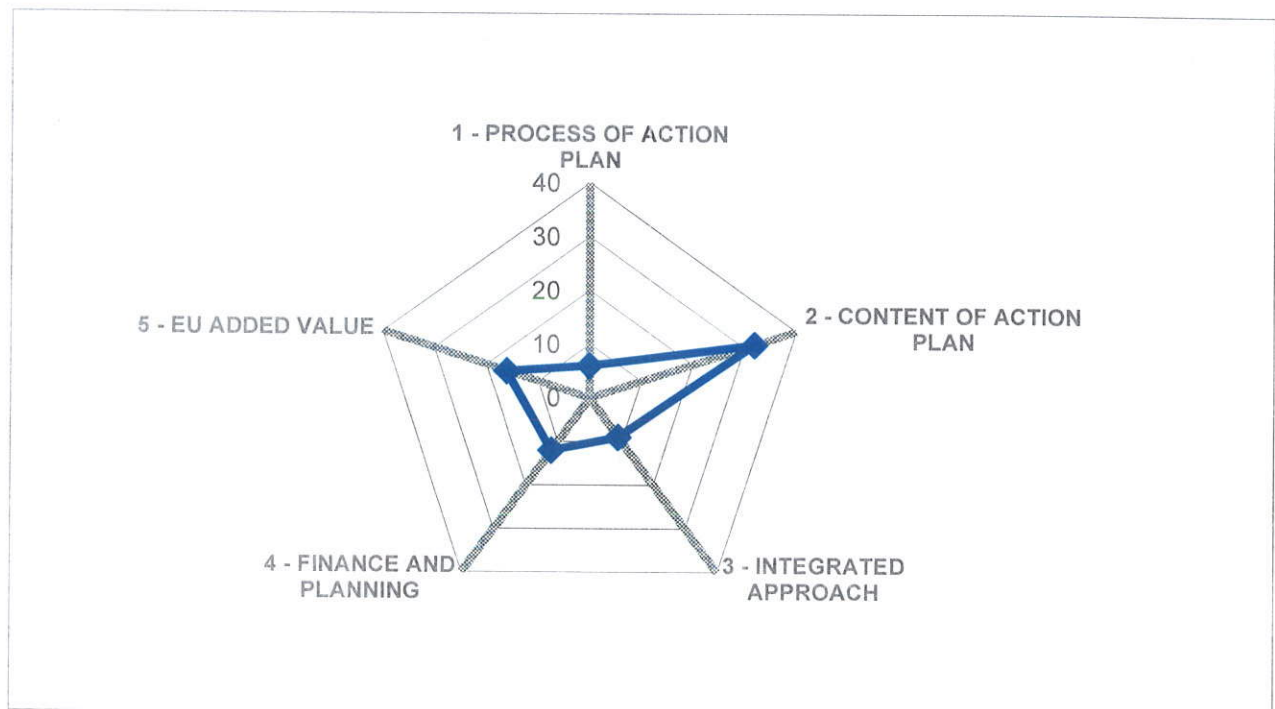 1 - PROCESS OF ACTION
PLAN
40
30
20
10
0
2 - CONTENT OF ACTION
PLAN
3 - INTEGRATED
APPROACH
4 - FINANCE AND
PLANNING
5 - EU ADDED VALUE